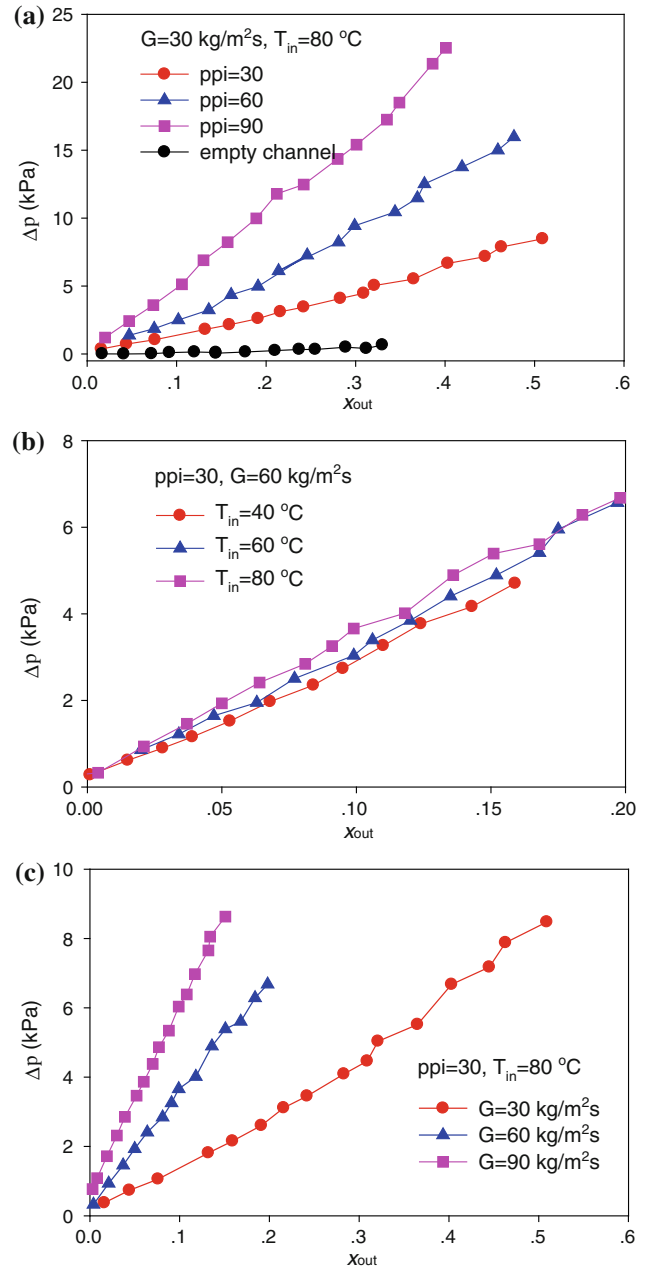 (a)
25
20
15
10
5
0
Δp (kPa)
G=30 kg/m²s, T_in=80 °C
ppi=30
ppi=60
ppi=90
empty channel
0.0 .1 .2 .3 .4 .5 .6
x_out
(b)
8
6
4
2
0
Δp (kPa)
ppi=30, G=60 kg/m²s
T_in=40 °C
T_in=60 °C
T_in=80 °C
0.00 .05 .10 .15 .20
x_out
(c)
10
8
6
4
2
0
Δp (kPa)
ppi=30, T_in=80 °C
G=30 kg/m²s
G=60 kg/m²s
G=90 kg/m²s
0.0 .1 .2 .3 .4 .5 .6
x_out